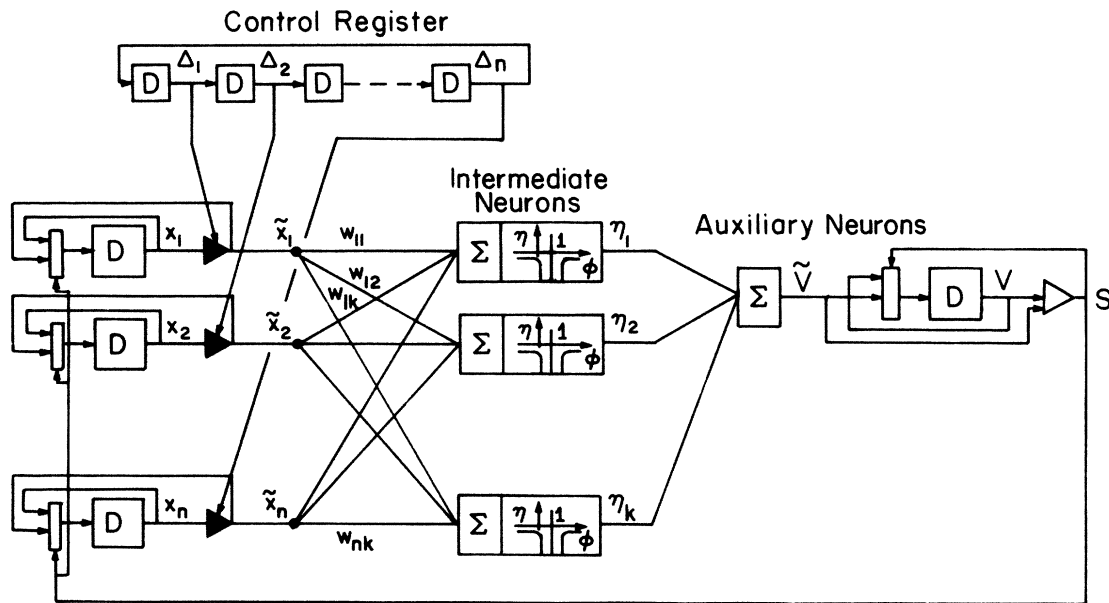 Control Register
Δ₁ Δ₂ Δn
D D D D
Intermediate Neurons
Auxiliary Neurons
D x₁ x̃₁ w₁₁ Σ η 1 ϕ η₁
w₁₂
w₁ₖ
Σ Ṽ D V S
D x₂ x̃₂ Σ η 1 ϕ η₂
D xₙ x̃ₙ wₙₖ Σ η 1 ϕ ηₖ